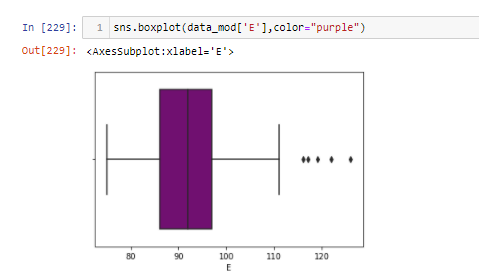 In [229]: 1 sns.boxplot(data_mod['E'],color="purple")
Out[229]: <AxesSubplot:xlabel='E'>
80 90 100 110 120
E